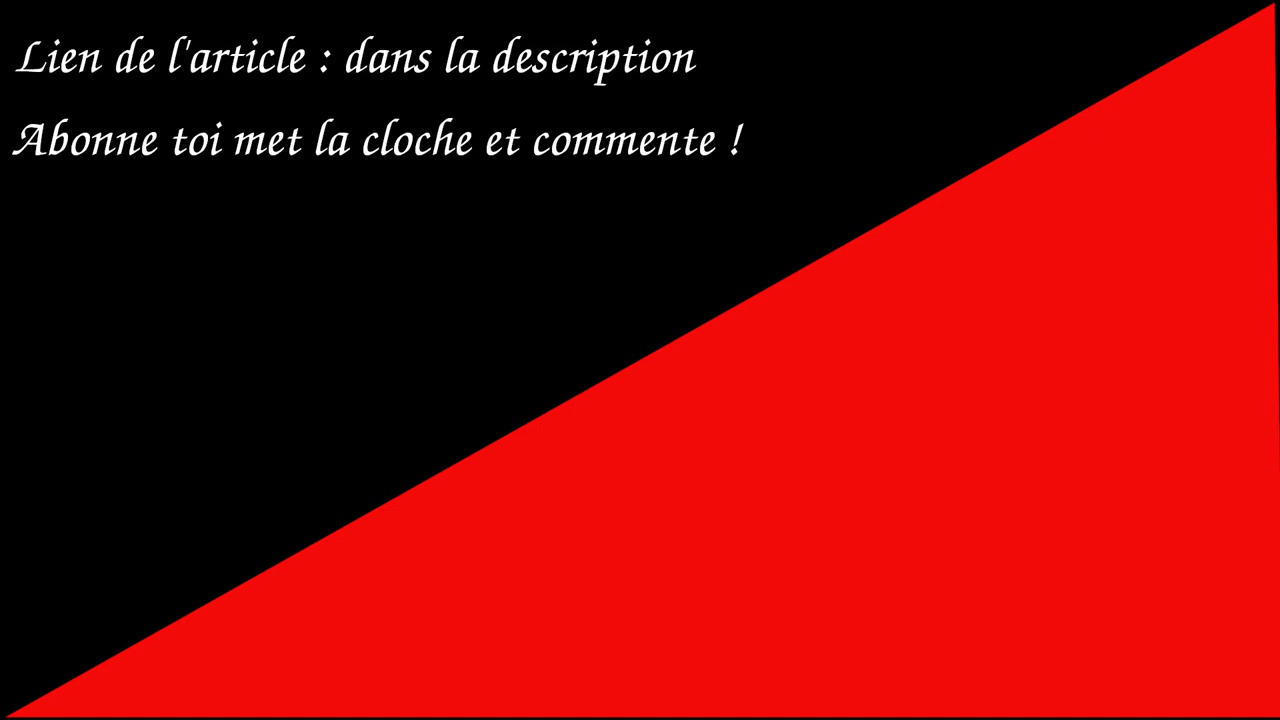 Lien de l'article : dans la description
Abonne toi met la cloche et commente !